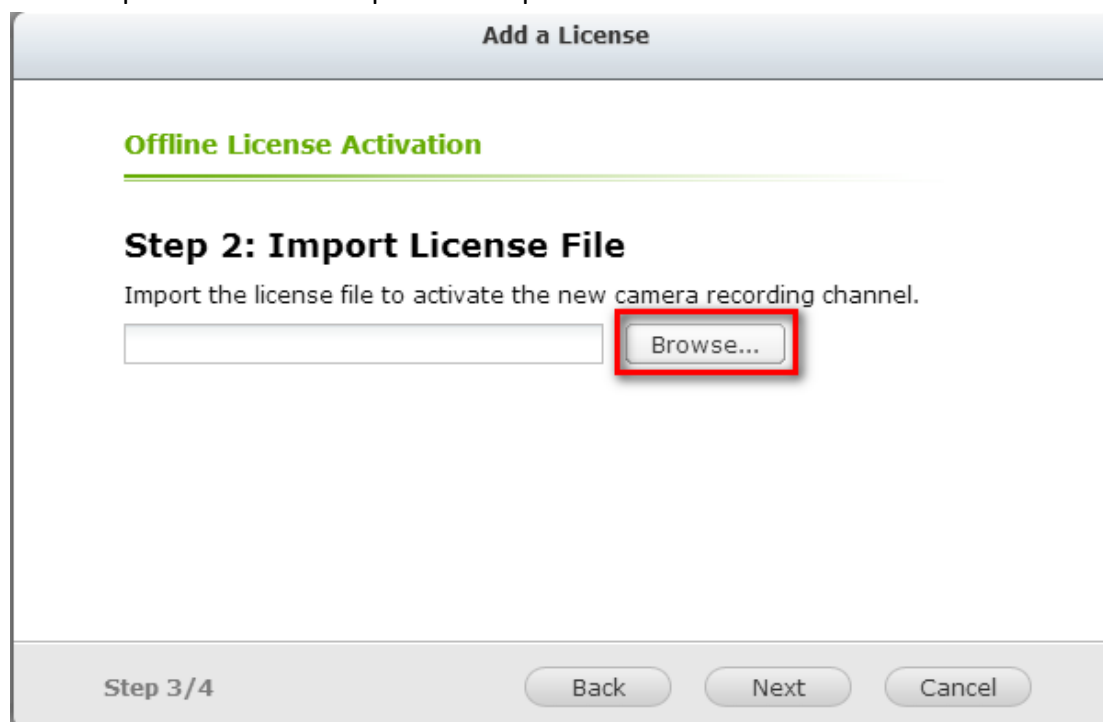 Add a License
Offline License Activation
Step 2: Import License File
Import the license file to activate the new camera recording channel.
Browse...
Step 3/4
Back
Next
Cancel